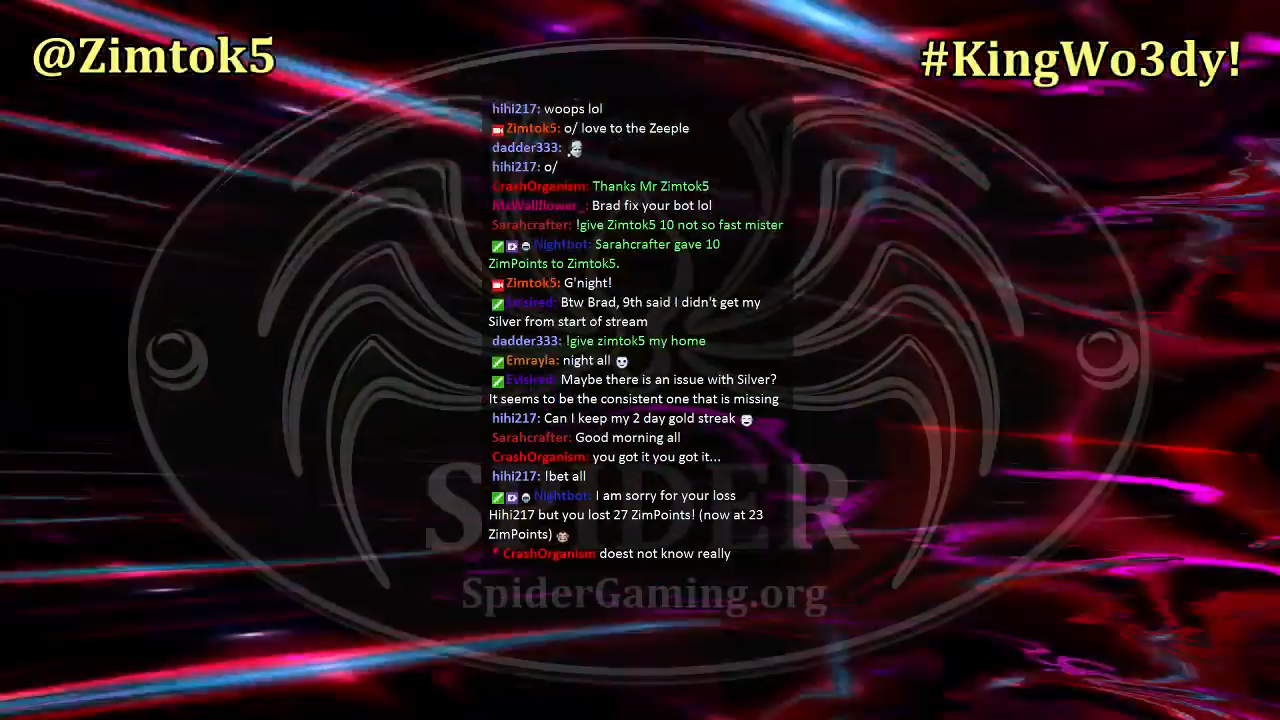 @Zimtok5
#KingWo3dy!
hihi217: woops lol
Zimtok5: o/ love to the Zeeple
dadder333:
hihi217: o/
CrashOrganism: Thanks Mr Zimtok5
MsWallflower_: Brad fix your bot lol
Sarahcrafter: !give Zimtok5 10 not so fast mister
Nightbot: Sarahcrafter gave 10
ZimPoints to Zimtok5.
Zimtok5: G'night!
Evisired: Btw Brad, 9th said I didn't get my
Silver from start of stream
dadder333: !give zimtok5 my home
Emrayla: night all
Evisired: Maybe there is an issue with Silver?
It seems to be the consistent one that is missing
hihi217: Can I keep my 2 day gold streak
Sarahcrafter: Good morning all
CrashOrganism: you got it you got it...
hihi217: !bet all
Nightbot: I am sorry for your loss
Hihi217 but you lost 27 ZimPoints! (now at 23
ZimPoints)
* CrashOrganism doest not know really
SPIDER
SpiderGaming.org